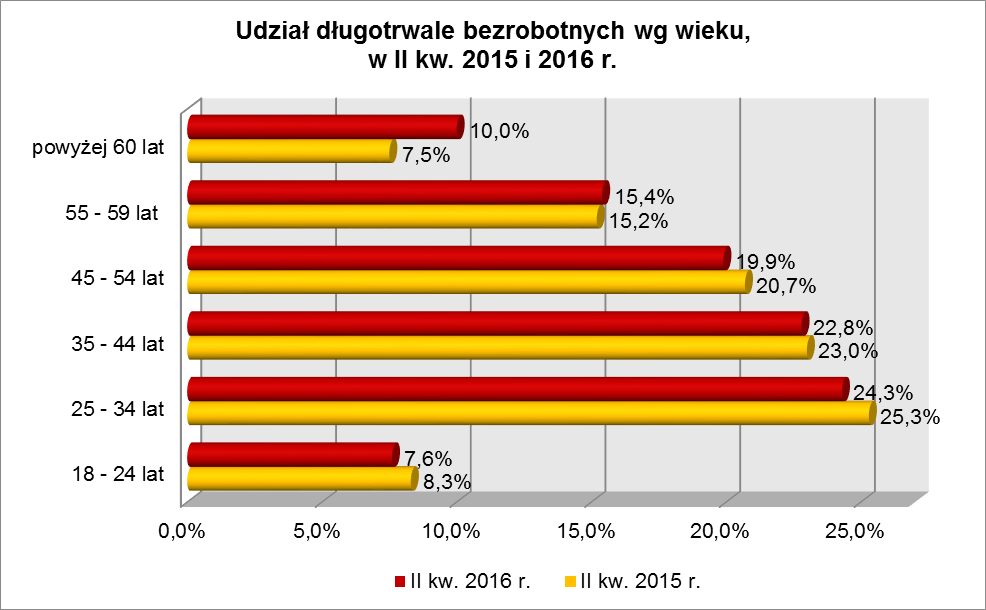 Udział długotrwale bezrobotnych wg wieku,
w II kw. 2015 i 2016 r.
powyżej 60 lat
10,0%
7,5%
55 - 59 lat
15,4%
15,2%
45 - 54 lat
19,9%
20,7%
35 - 44 lat
22,8%
23,0%
25 - 34 lat
24,3%
25,3%
18 - 24 lat
7,6%
8,3%
0,0% 5,0% 10,0% 15,0% 20,0% 25,0%
II kw. 2016 r. II kw. 2015 r.